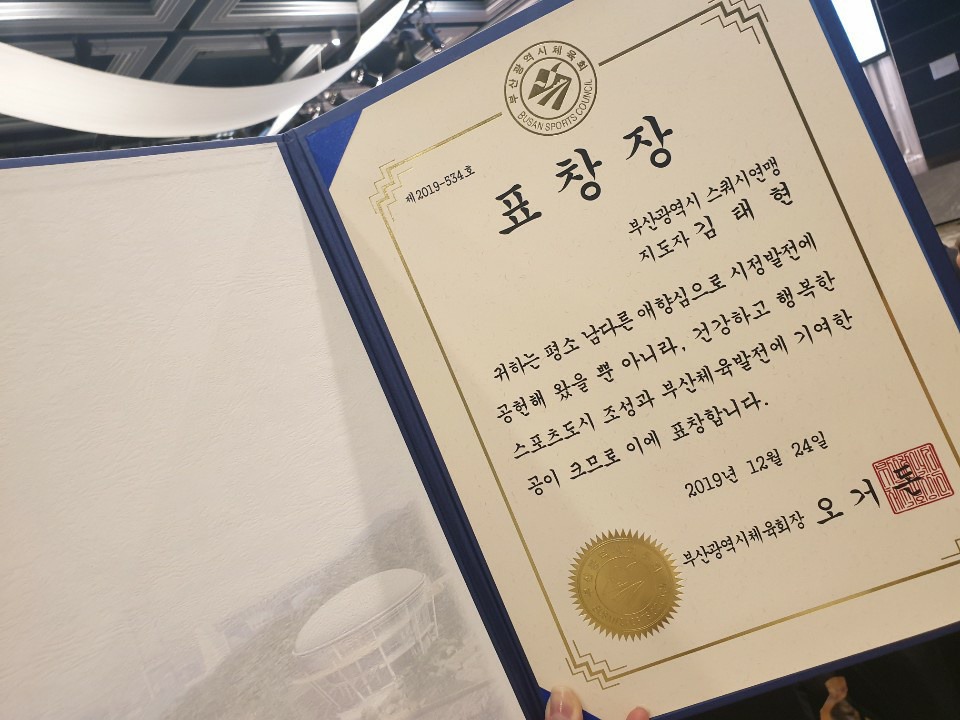 부산광역시체육회
BUSAN SPORTS COUNCIL
제2019-534호
표창장
부산광역시 스쿼시연맹
지도자 김태현
귀하는 평소 남다른 애향심으로 시정발전에
공헌해 왔을 뿐 아니라, 건강하고 행복한
스포츠도시 조성과 부산체육발전에 기여한
공이 크므로 이에 표창합니다.
2019년 12월 24일
부산광역시체육회장 오거돈